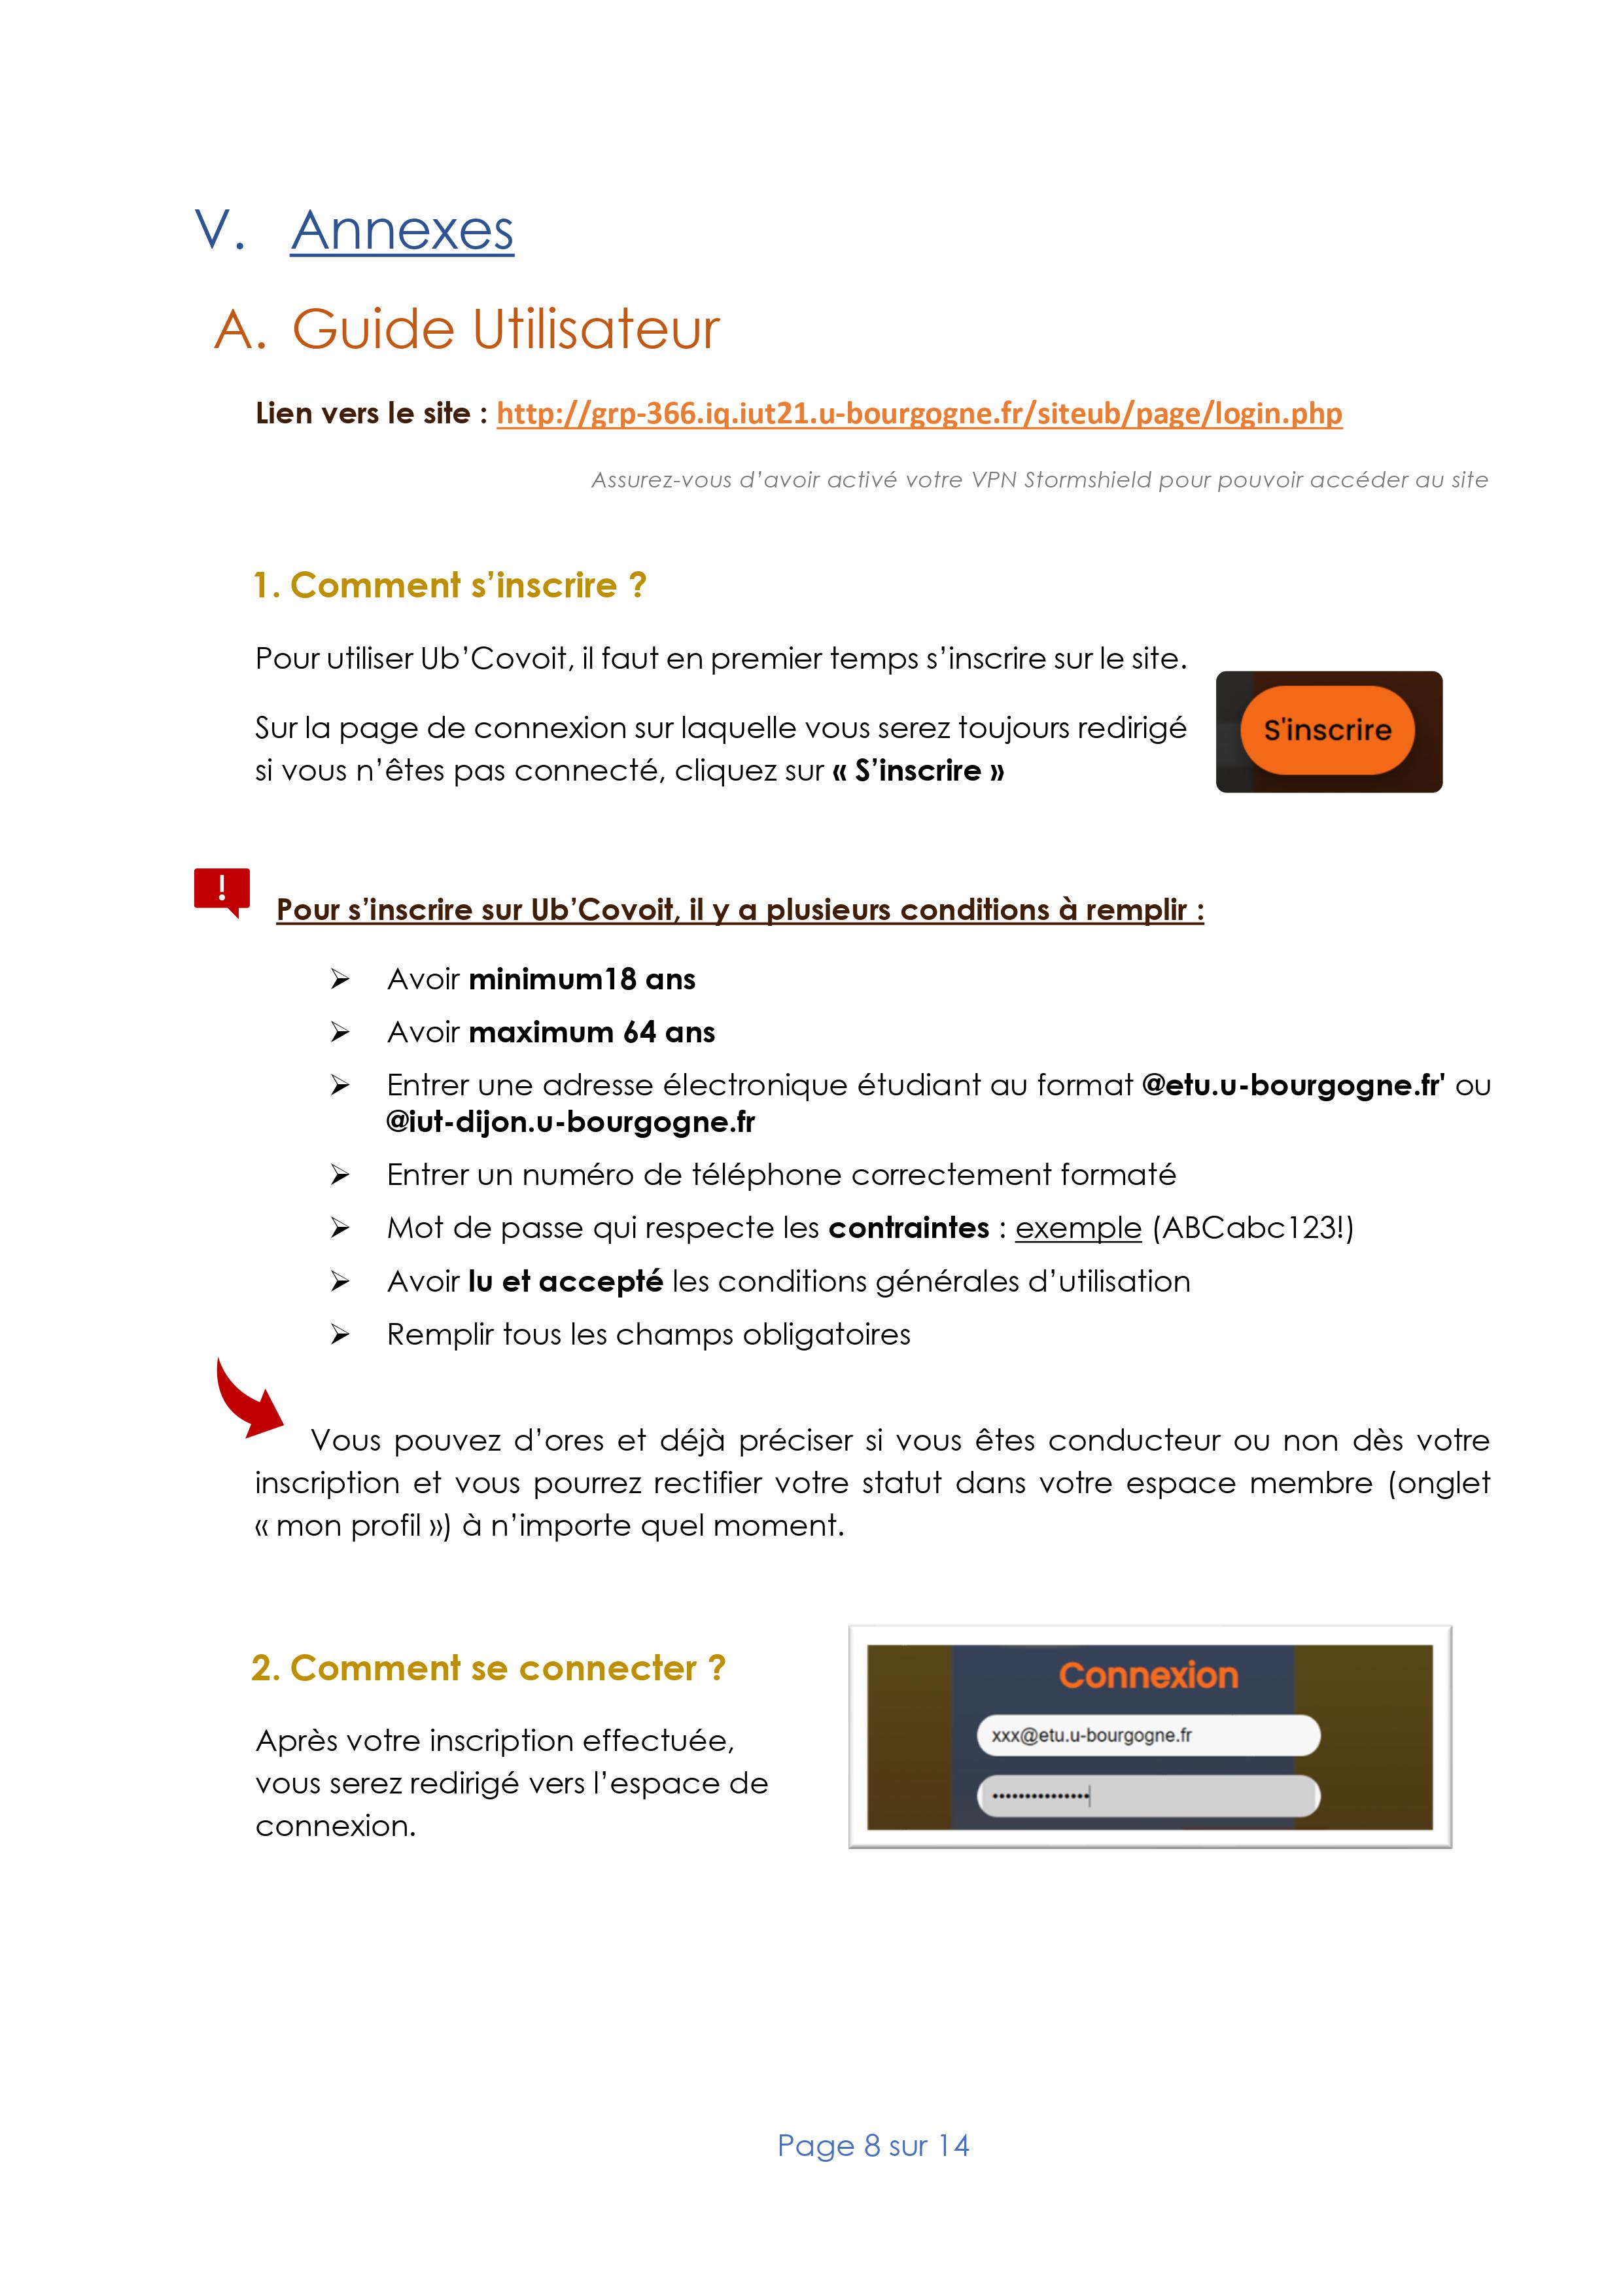 V. Annexes
A. Guide Utilisateur
Lien vers le site : http://grp-366.iq.iut21.u-bourgogne.fr/siteub/page/login.php
Assurez-vous d’avoir activé votre VPN Stormshield pour pouvoir accéder au site
1. Comment s’inscrire ?
Pour utiliser Ub’Covoit, il faut en premier temps s’inscrire sur le site.
Sur la page de connexion sur laquelle vous serez toujours redirigé
si vous n’êtes pas connecté, cliquez sur « S’inscrire »
S'inscrire
!
Pour s’inscrire sur Ub’Covoit, il y a plusieurs conditions à remplir :
➢ Avoir minimum18 ans
➢ Avoir maximum 64 ans
➢ Entrer une adresse électronique étudiant au format @etu.u-bourgogne.fr' ou
@iut-dijon.u-bourgogne.fr
➢ Entrer un numéro de téléphone correctement formaté
➢ Mot de passe qui respecte les contraintes : exemple (ABCabc123!)
➢ Avoir lu et accepté les conditions générales d’utilisation
➢ Remplir tous les champs obligatoires
Vous pouvez d’ores et déjà préciser si vous êtes conducteur ou non dès votre
inscription et vous pourrez rectifier votre statut dans votre espace membre (onglet
« mon profil ») à n’importe quel moment.
2. Comment se connecter ?
Après votre inscription effectuée,
vous serez redirigé vers l’espace de
connexion.
Connexion
xxx@etu.u-bourgogne.fr
•••••••••••••••
Page 8 sur 14